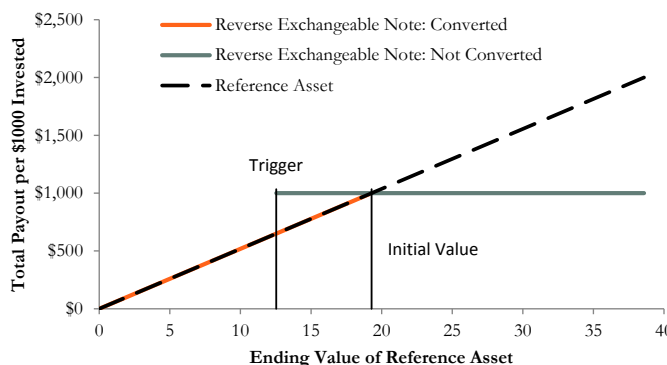 $2,500
$2,000
$1,500
$1,000
$500
$0
Total Payout per $1000 Invested
Reverse Exchangeable Note: Converted
Reverse Exchangeable Note: Not Converted
Reference Asset
Trigger
Initial Value
0 5 10 15 20 25 30 35 40
Ending Value of Reference Asset